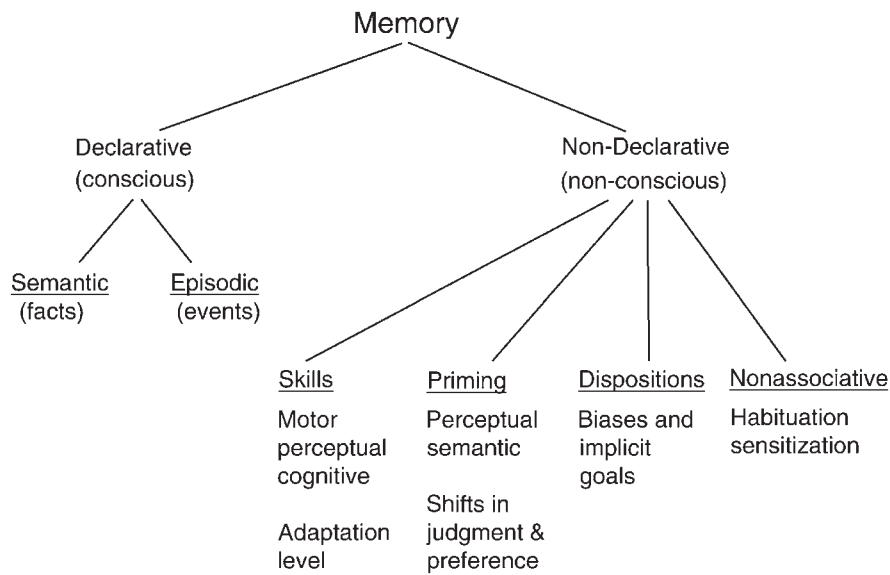 Memory
Declarative
(conscious)
Non-Declarative
(non-conscious)
Semantic
(facts)
Episodic
(events)
Skills
Motor
perceptual
cognitive
Adaptation
level
Priming
Perceptual
semantic
Shifts in
judgment &
preference
Dispositions
Biases and
implicit
goals
Nonassociative
Habituation
sensitization